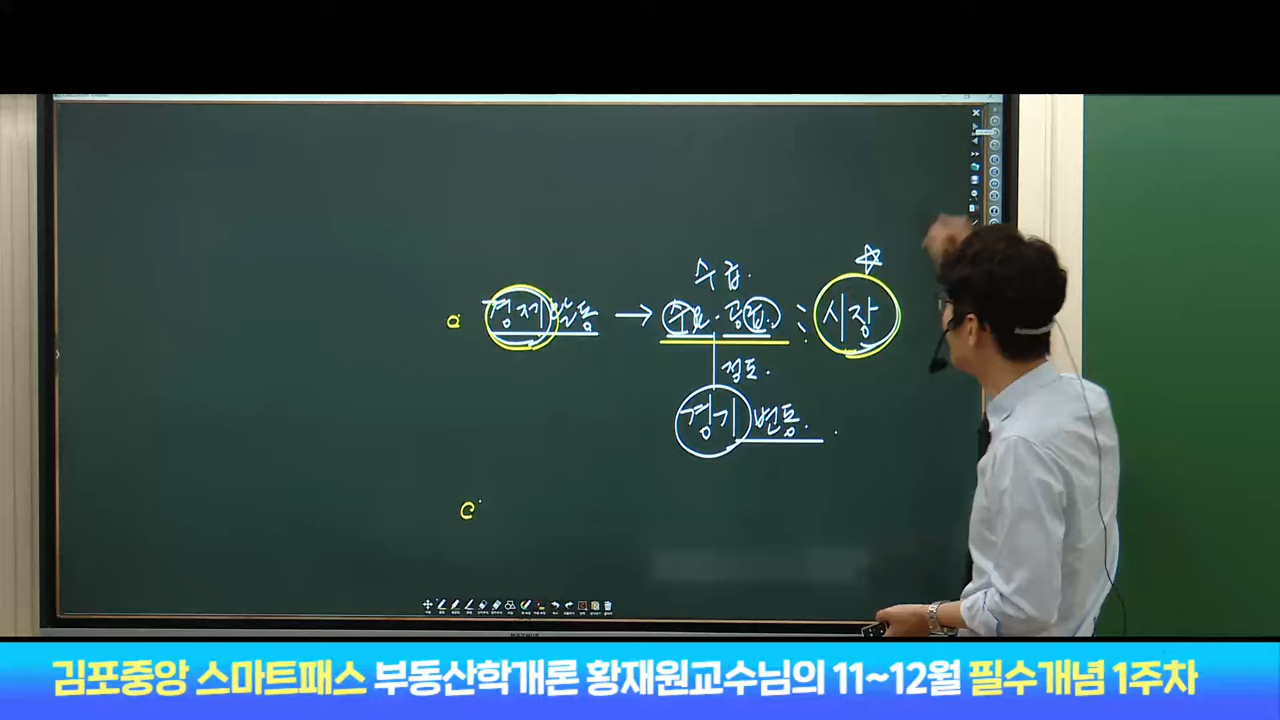 수급.
경제활동 → 수요·공급. : 시장
정도.
경기변동.
김포중앙 스마트패스 부동산학개론 황재원교수님의 11~12월 필수개념 1주차